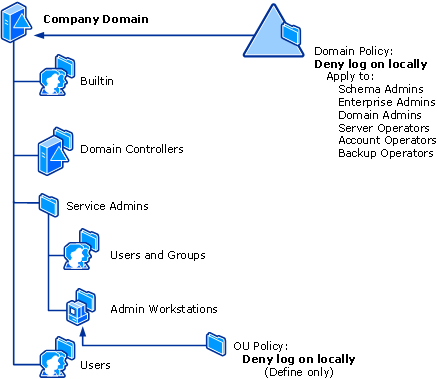 Company Domain
Domain Policy:
Deny log on locally
Apply to:
Schema Admins
Enterprise Admins
Domain Admins
Server Operators
Account Operators
Backup Operators
Builtin
Domain Controllers
Service Admins
Users and Groups
Admin Workstations
OU Policy:
Deny log on locally
(Define only)
Users